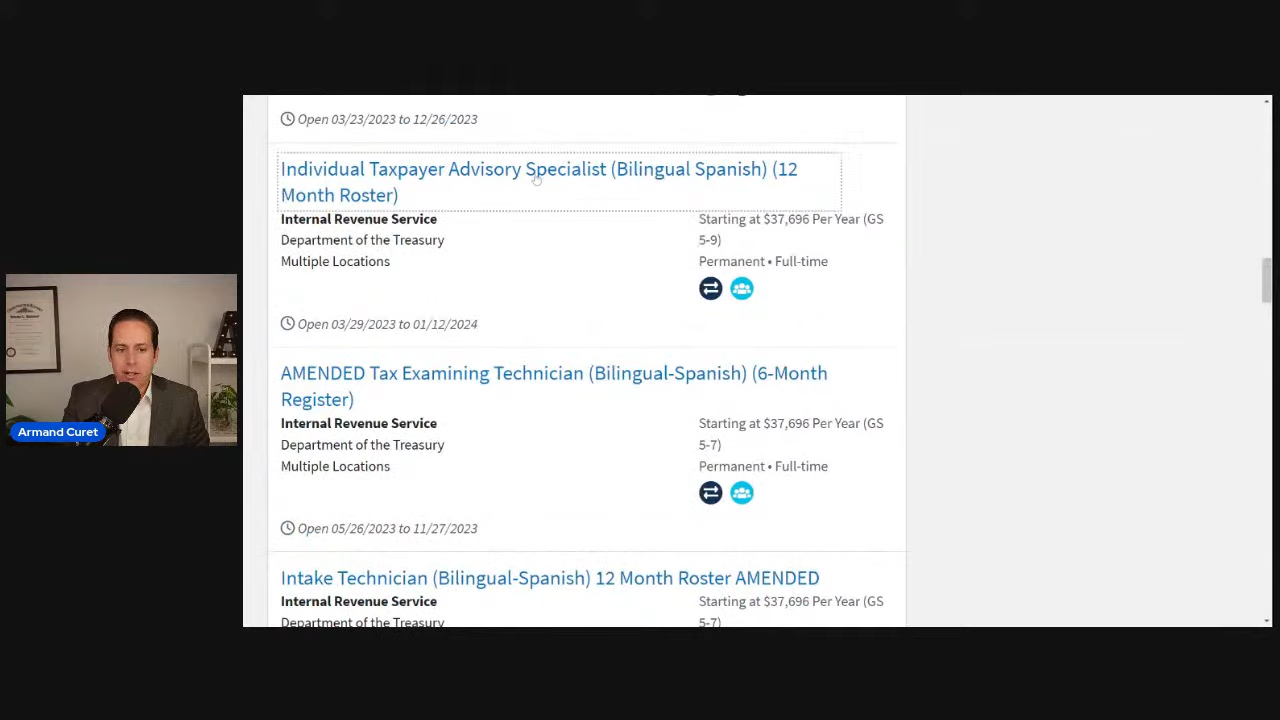 Open 03/23/2023 to 12/26/2023
Individual Taxpayer Advisory Specialist (Bilingual Spanish) (12
Month Roster)
Internal Revenue Service
Starting at $37,696 Per Year (GS
5-9)
Department of the Treasury
Multiple Locations
Permanent • Full-time
Open 03/29/2023 to 01/12/2024
AMENDED Tax Examining Technician (Bilingual-Spanish) (6-Month
Register)
Internal Revenue Service
Starting at $37,696 Per Year (GS
5-7)
Department of the Treasury
Multiple Locations
Permanent • Full-time
Open 05/26/2023 to 11/27/2023
Intake Technician (Bilingual-Spanish) 12 Month Roster AMENDED
Internal Revenue Service
Starting at $37,696 Per Year (GS
5-7)
Department of the Treasury
Armand Curet